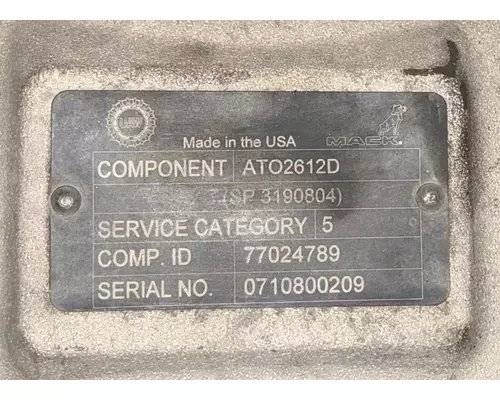 Made in the USA
MACK
COMPONENT ATO2612D
(SP 3190804)
SERVICE CATEGORY 5
COMP. ID 77024789
SERIAL NO. 0710800209